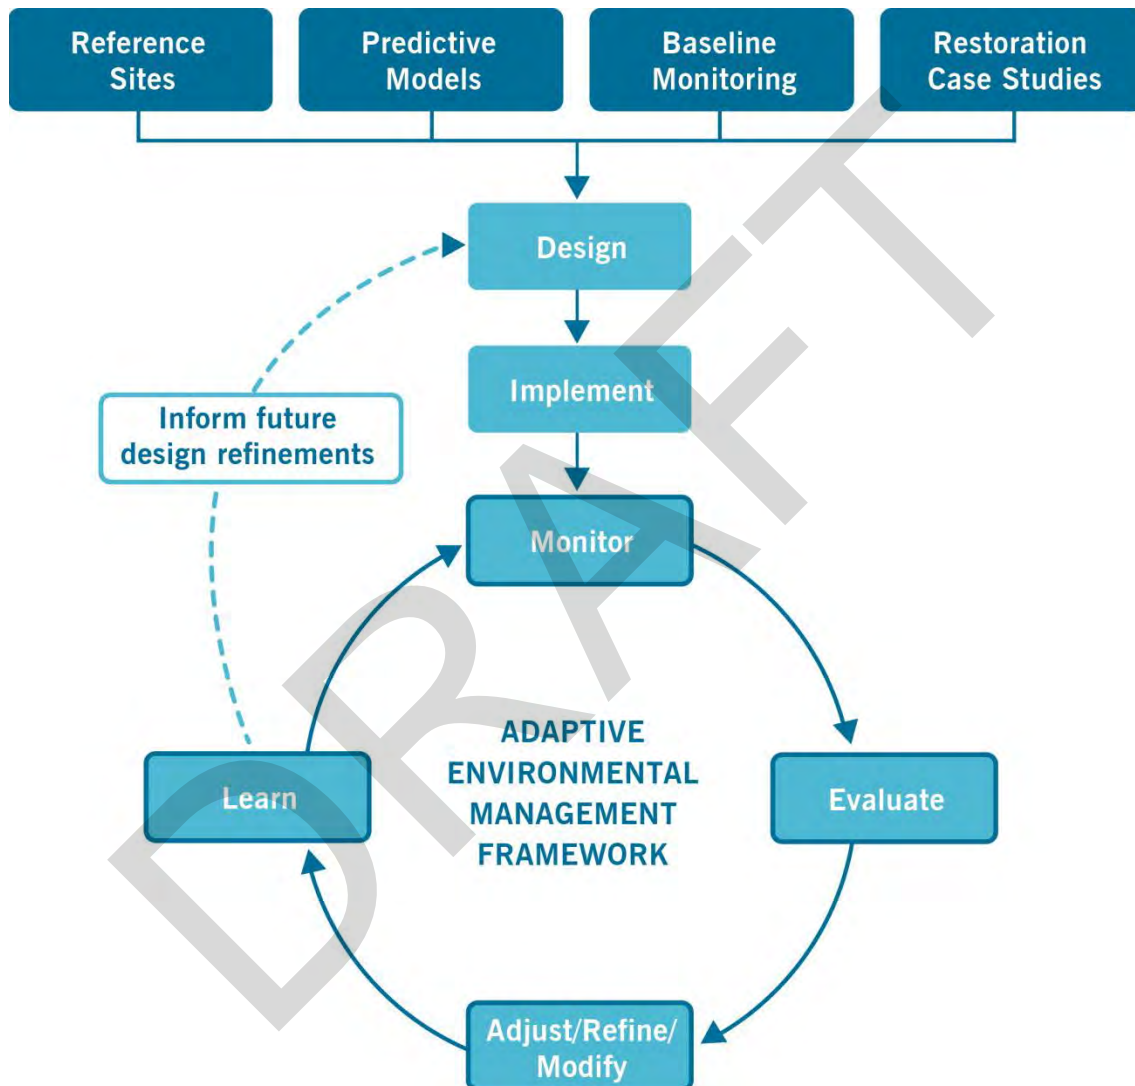 Reference
Sites
Predictive
Models
Baseline
Monitoring
Restoration
Case Studies
Design
Implement
Inform future
design refinements
Monitor
ADAPTIVE
ENVIRONMENTAL
MANAGEMENT
FRAMEWORK
Learn
Evaluate
Adjust/Refine/
Modify
DRAFT